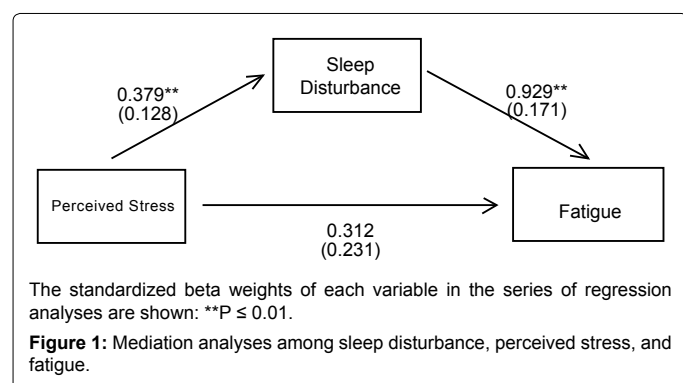 Sleep
Disturbance
0.379**
(0.128)
0.929**
(0.171)
Perceived Stress
Fatigue
0.312
(0.231)
The standardized beta weights of each variable in the series of regression
analyses are shown: **P ≤ 0.01.
Figure 1: Mediation analyses among sleep disturbance, perceived stress, and
fatigue.